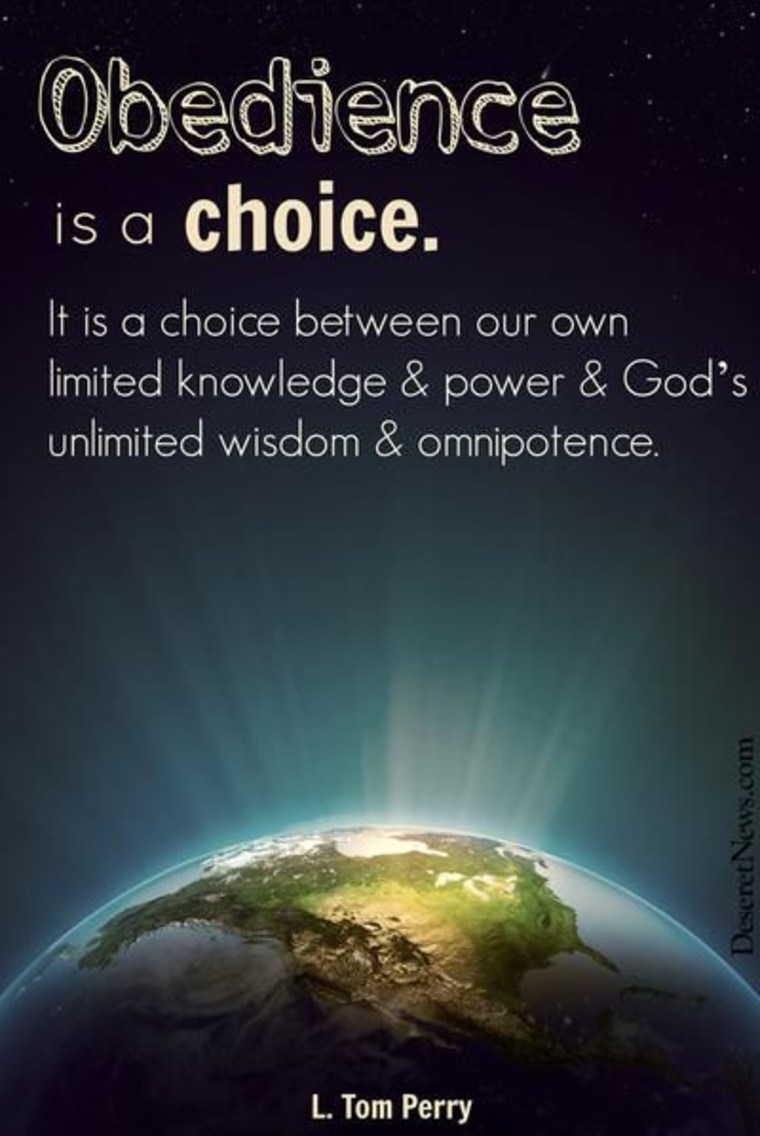 Obedience
is a choice.
It is a choice between our own
limited knowledge & power & God's
unlimited wisdom & omnipotence.
DeseretNews.com
L. Tom Perry